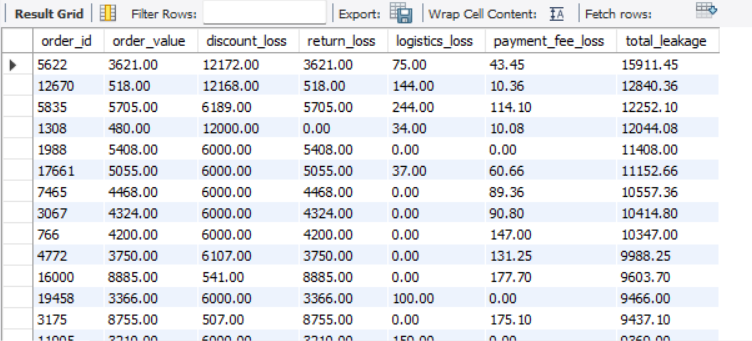 Result Grid Filter Rows: Export: Wrap Cell Content: Fetch rows:
order_id order_value discount_loss return_loss logistics_loss payment_fee_loss total_leakage
5622 3621.00 12172.00 3621.00 75.00 43.45 15911.45
12670 518.00 12168.00 518.00 144.00 10.36 12840.36
5835 5705.00 6189.00 5705.00 244.00 114.10 12252.10
1308 480.00 12000.00 0.00 34.00 10.08 12044.08
1988 5408.00 6000.00 5408.00 0.00 0.00 11408.00
17661 5055.00 6000.00 5055.00 37.00 60.66 11152.66
7465 4468.00 6000.00 4468.00 0.00 89.36 10557.36
3067 4324.00 6000.00 4324.00 0.00 90.80 10414.80
766 4200.00 6000.00 4200.00 0.00 147.00 10347.00
4772 3750.00 6107.00 3750.00 0.00 131.25 9988.25
16000 8885.00 541.00 8885.00 0.00 177.70 9603.70
19458 3366.00 6000.00 3366.00 100.00 0.00 9466.00
3175 8755.00 507.00 8755.00 0.00 175.10 9437.10